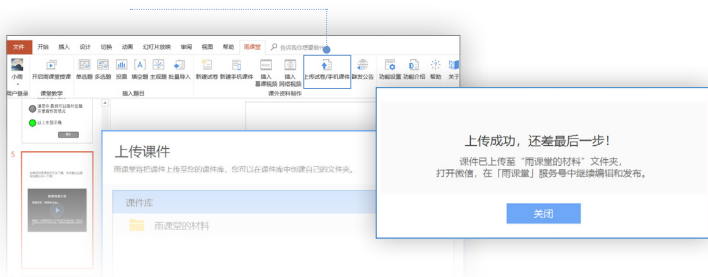 文件 开始 插入 设计 切换 动画 幻灯片放映 审阅 视图 帮助 雨课堂 告诉我你想要做什么
小雨 开启雨课堂授课 单选题 多选题 投票 填空题 主观题 批量导入 新建试卷 新建手机课件 插入 插入 上传试卷/手机课件 群发公告 功能设置 功能介绍 帮助 关于
慕课视频 网络视频
用户登录 课堂教学 插入题目 课外资料制作
以上全部正确
5
上传课件
雨课堂将把课件上传至您的课件库、您可以在课件库中创建自己的文件夹。
课件库
雨课堂的材料
上传成功，还差最后一步！
课件已上传至“雨课堂的材料”文件夹，
打开微信，在「雨课堂」服务号中继续编辑和发布。
关闭